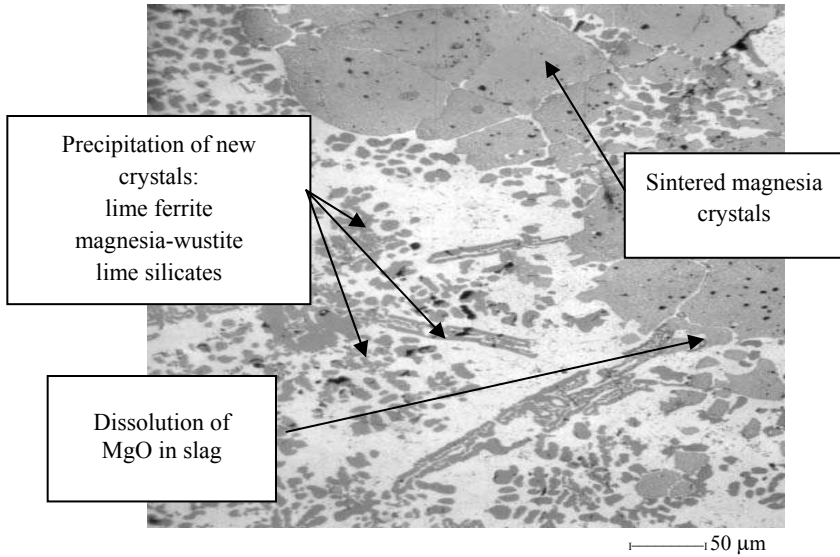 Precipitation of new
crystals:
lime ferrite
magnesia-wustite
lime silicates
Sintered magnesia
crystals
Dissolution of
MgO in slag
50 μm